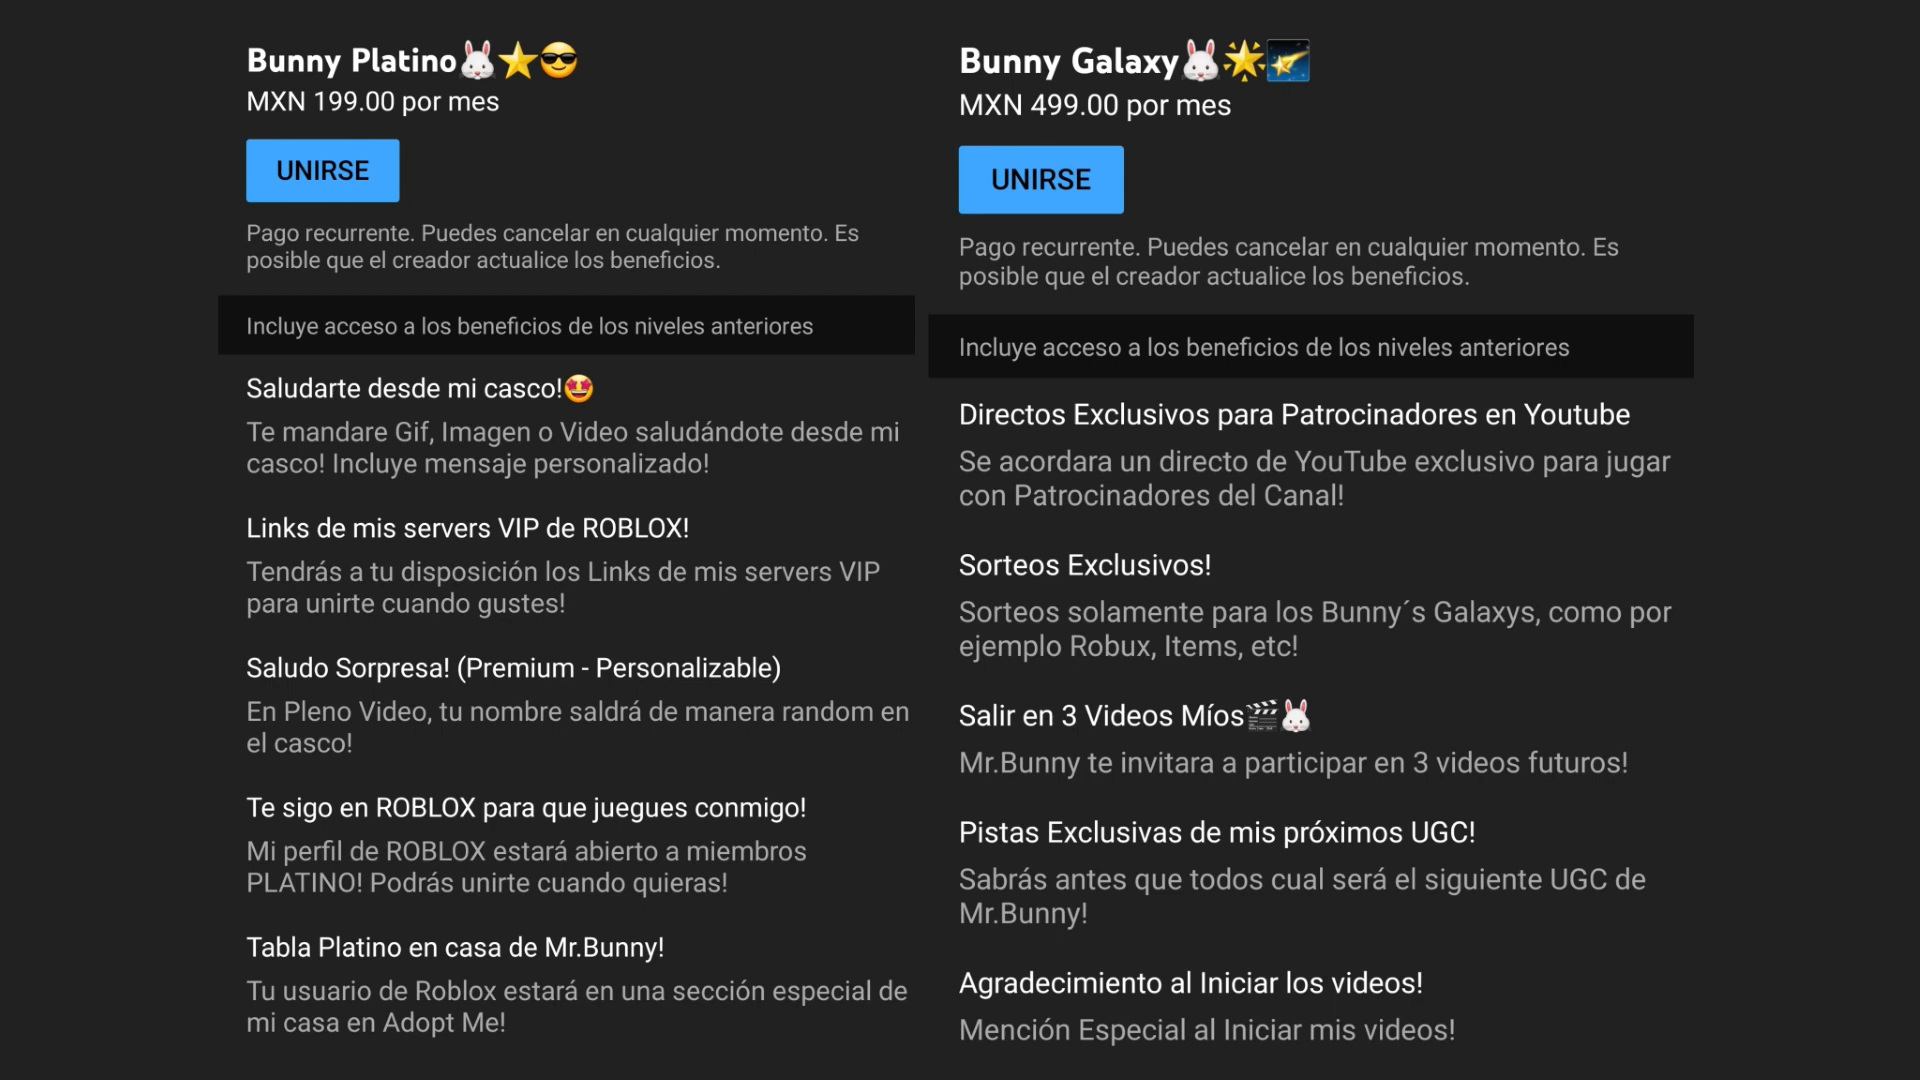 Bunny Platino🐰⭐😎
MXN 199.00 por mes
UNIRSE
Pago recurrente. Puedes cancelar en cualquier momento. Es
posible que el creador actualice los beneficios.
Incluye acceso a los beneficios de los niveles anteriores
Saludarte desde mi casco!🤩
Te mandare Gif, Imagen o Video saludándote desde mi
casco! Incluye mensaje personalizado!
Links de mis servers VIP de ROBLOX!
Tendrás a tu disposición los Links de mis servers VIP
para unirte cuando gustes!
Saludo Sorpresa! (Premium - Personalizable)
En Pleno Video, tu nombre saldrá de manera random en
el casco!
Te sigo en ROBLOX para que juegues conmigo!
Mi perfil de ROBLOX estará abierto a miembros
PLATINO! Podrás unirte cuando quieras!
Tabla Platino en casa de Mr.Bunny!
Tu usuario de Roblox estará en una sección especial de
mi casa en Adopt Me!
Bunny Galaxy🐰🌟🌠
MXN 499.00 por mes
UNIRSE
Pago recurrente. Puedes cancelar en cualquier momento. Es
posible que el creador actualice los beneficios.
Incluye acceso a los beneficios de los niveles anteriores
Directos Exclusivos para Patrocinadores en Youtube
Se acordara un directo de YouTube exclusivo para jugar
con Patrocinadores del Canal!
Sorteos Exclusivos!
Sorteos solamente para los Bunny´s Galaxys, como por
ejemplo Robux, Items, etc!
Salir en 3 Videos Míos🎬🐰
Mr.Bunny te invitara a participar en 3 videos futuros!
Pistas Exclusivas de mis próximos UGC!
Sabrás antes que todos cual será el siguiente UGC de
Mr.Bunny!
Agradecimiento al Iniciar los videos!
Mención Especial al Iniciar mis videos!